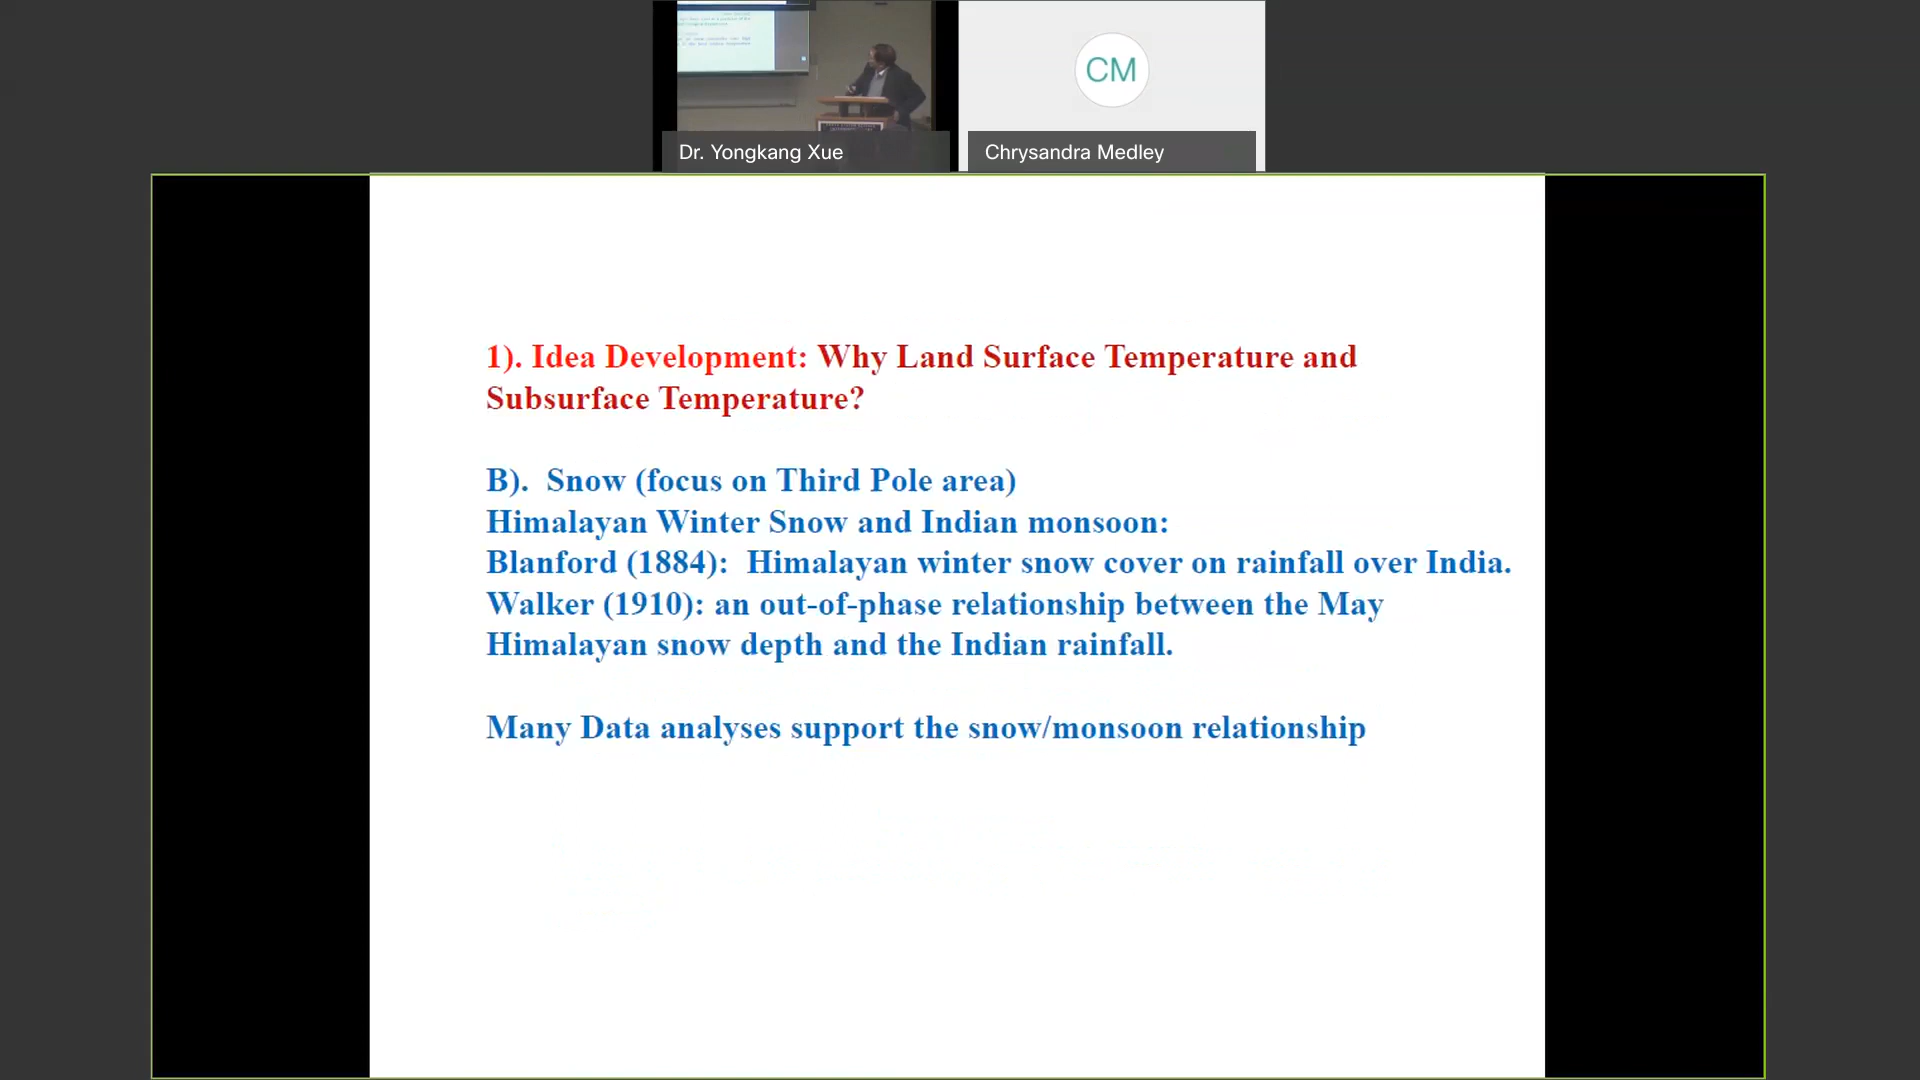 CM
Dr. Yongkang Xue
Chrysandra Medley
1). Idea Development: Why Land Surface Temperature and
Subsurface Temperature?
B). Snow (focus on Third Pole area)
Himalayan Winter Snow and Indian monsoon:
Blanford (1884): Himalayan winter snow cover on rainfall over India.
Walker (1910): an out-of-phase relationship between the May
Himalayan snow depth and the Indian rainfall.
Many Data analyses support the snow/monsoon relationship